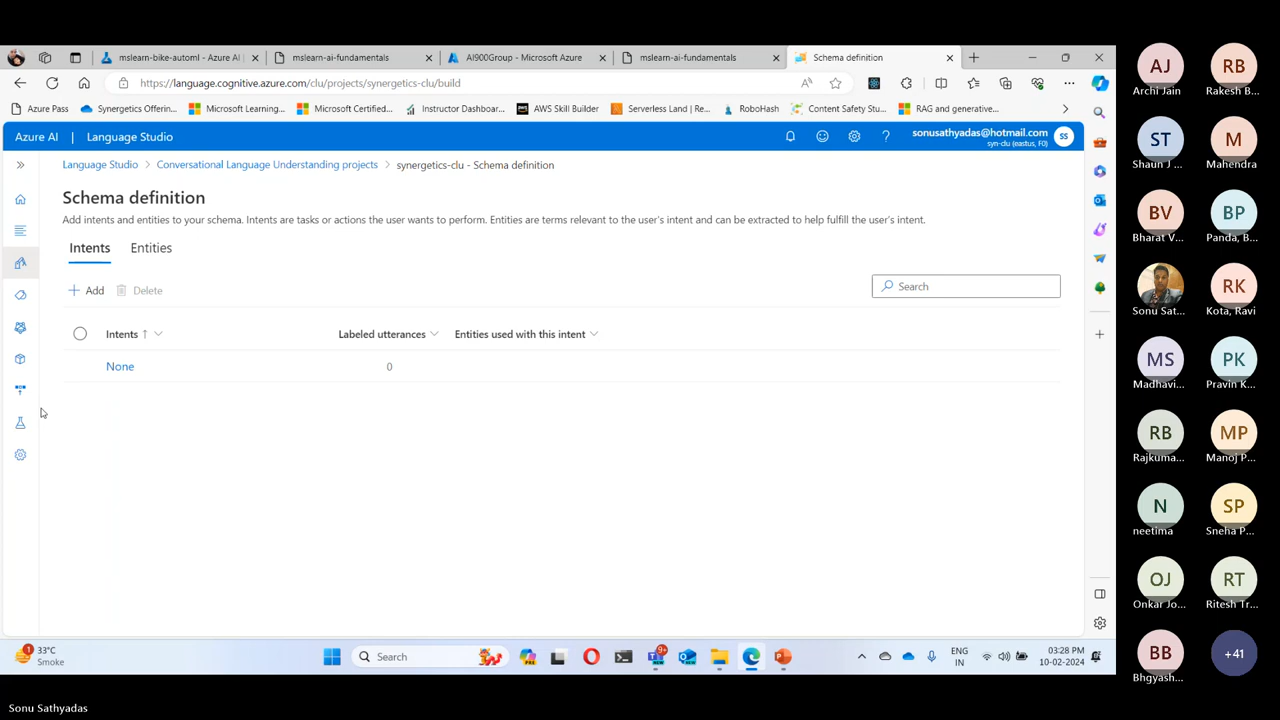 mslearn-bike-automl - Azure AI
mslearn-ai-fundamentals
AI900Group - Microsoft Azure
mslearn-ai-fundamentals
Schema definition
https://language.cognitive.azure.com/clu/projects/synergetics-clu/build
Azure Pass
Synergetics Offerin...
Microsoft Learning...
Microsoft Certified...
Instructor Dashboar...
AWS Skill Builder
Serverless Land | Re...
RoboHash
Content Safety Stu...
RAG and generative...
Azure AI | Language Studio
sonusathyadas@hotmail.com
syn-clu (eastus, F0)
SS
Language Studio > Conversational Language Understanding projects > synergetics-clu - Schema definition
Schema definition
Add intents and entities to your schema. Intents are tasks or actions the user wants to perform. Entities are terms relevant to the user's intent and can be extracted to help fulfill the user's intent.
Intents Entities
+ Add Delete
Search
Intents ↑ Labeled utterances Entities used with this intent
None 0
1
33°C
Smoke
Search
9+
ENG
IN
03:28 PM
10-02-2024
AJ
Archi Jain
RB
Rakesh B...
ST
Shaun J ...
M
Mahendra
BV
Bharat V...
BP
Panda, B...
Sonu Sat...
RK
Kota, Ravi
MS
Madhavi...
PK
Pravin K...
RB
Rajkuma...
MP
Manoj P...
N
neetima
SP
Sneha P...
OJ
Onkar Jo...
RT
Ritesh Tr...
BB
Bhgyash...
+41
Sonu Sathyadas